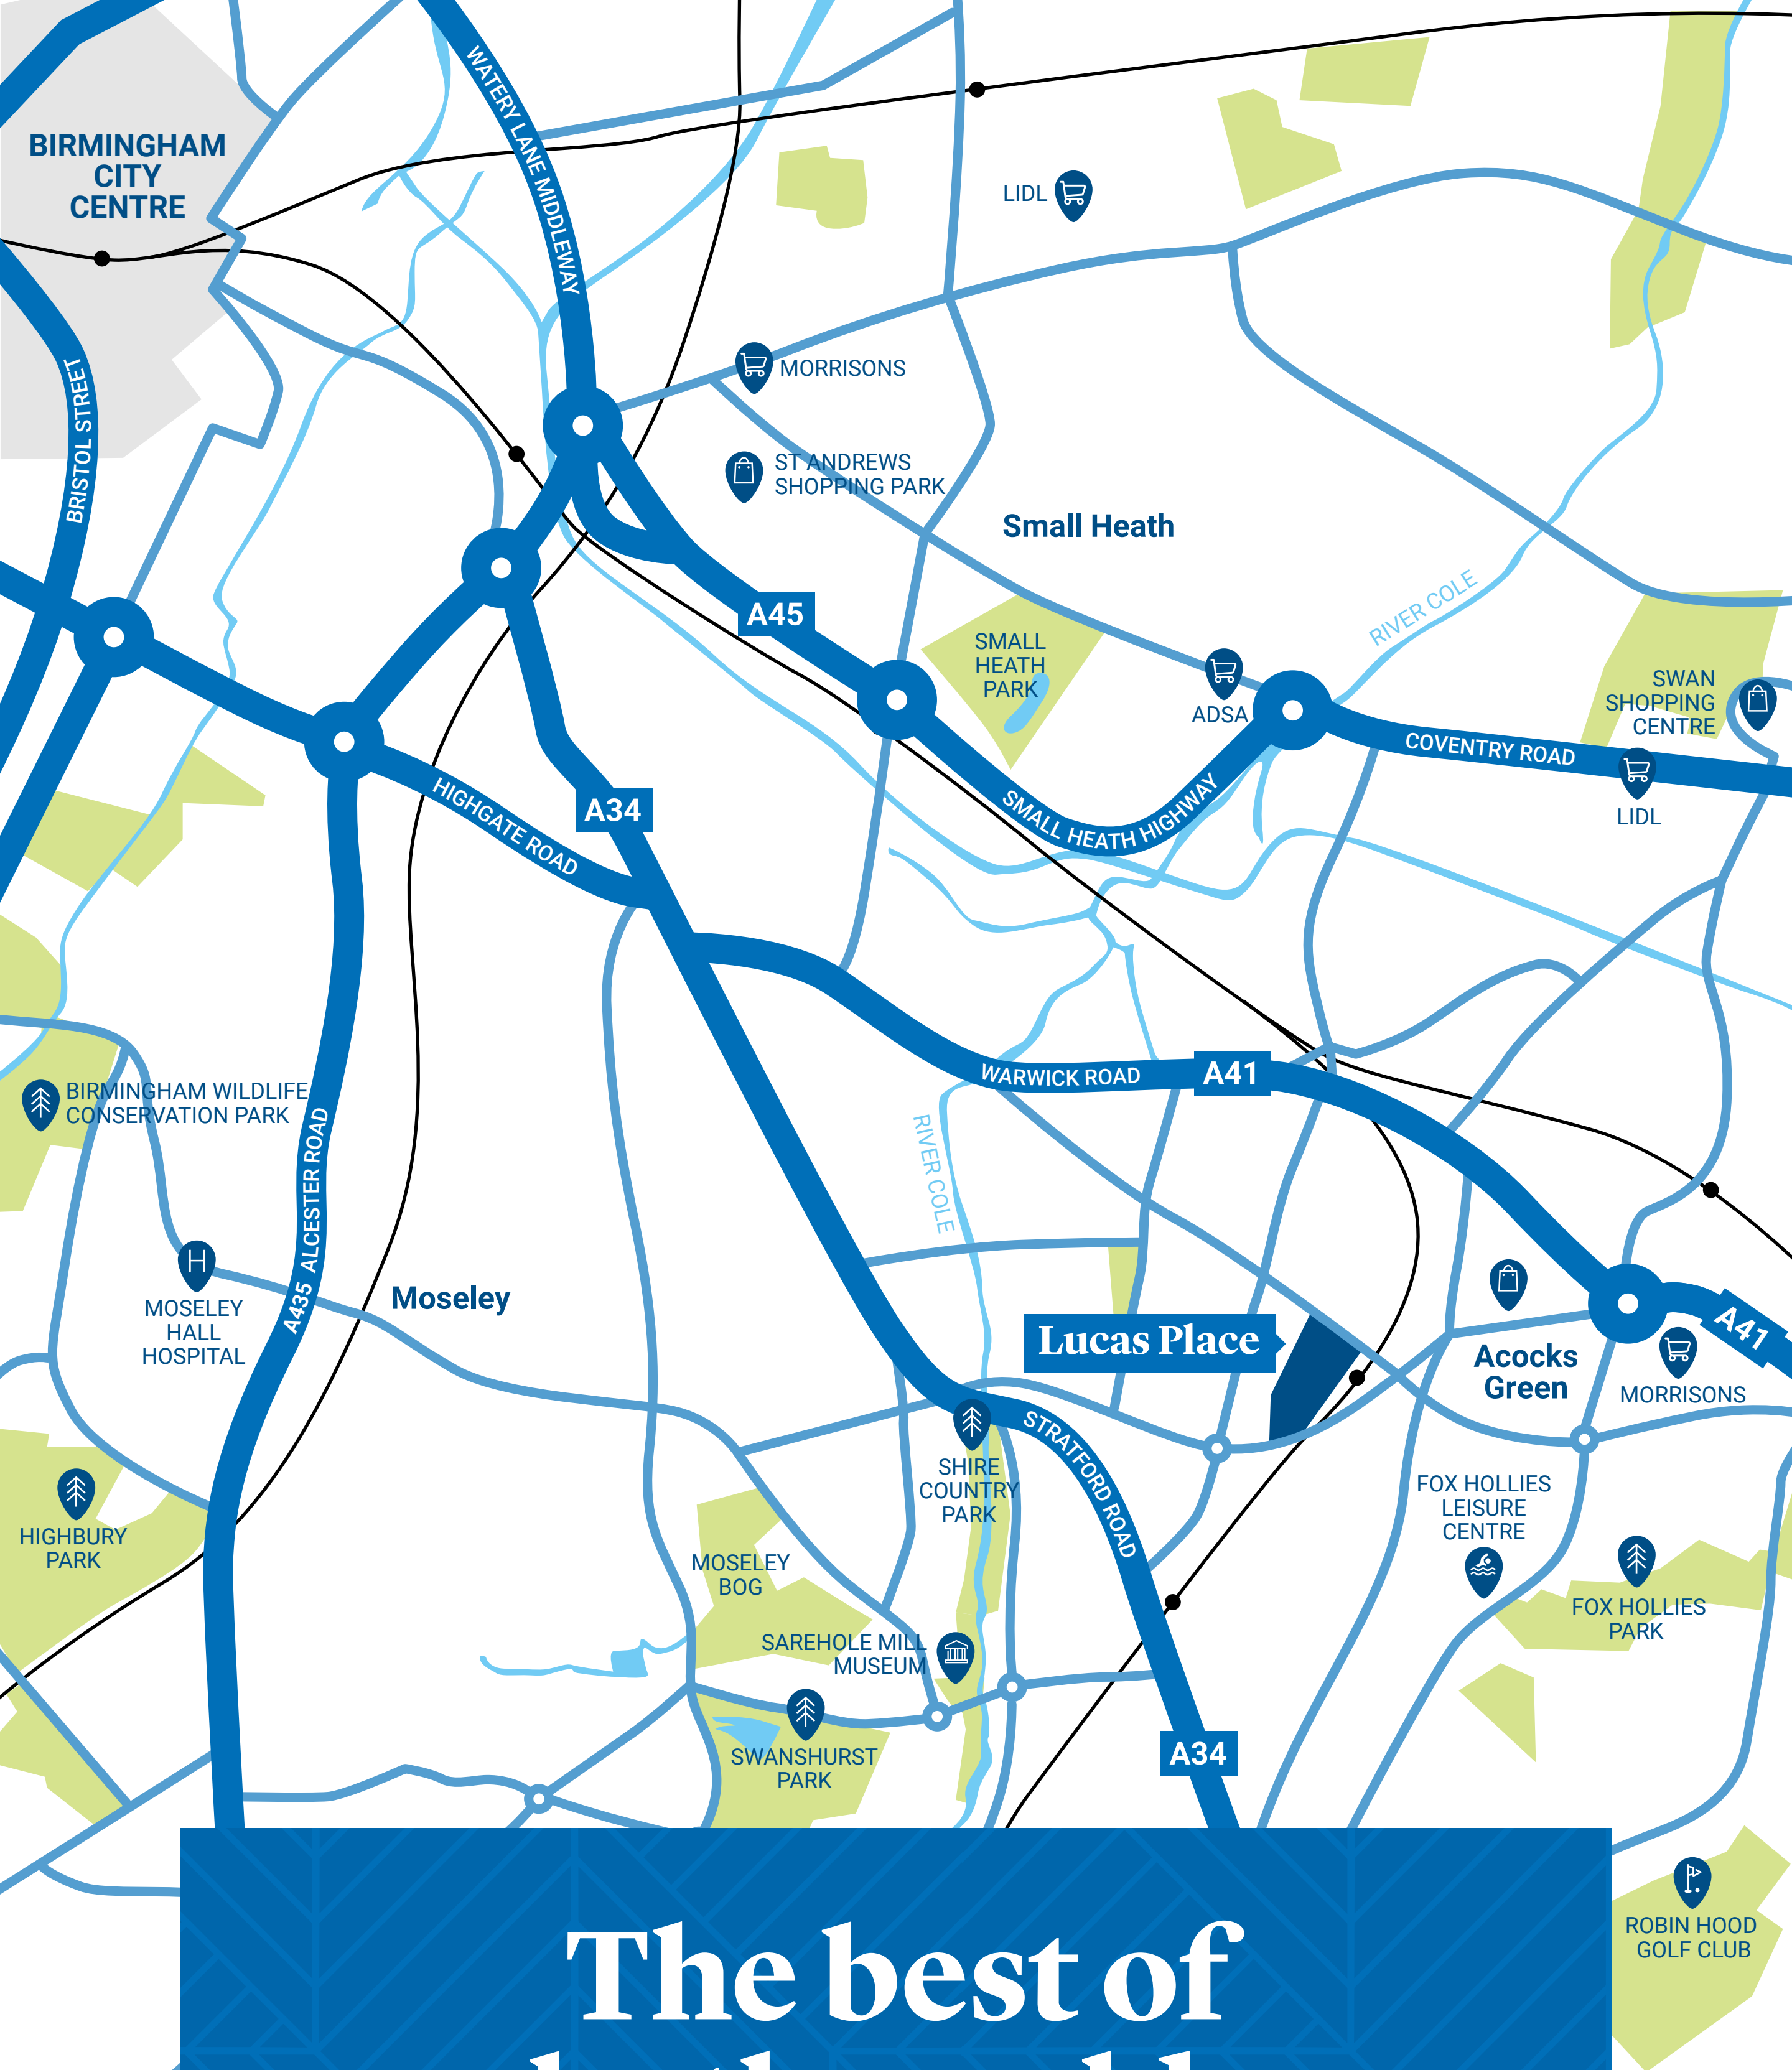 WATERY LANE MIDDLEWAY
BIRMINGHAM
CITY
CENTRE
LIDL
BRISTOL STREET
MORRISONS
ST ANDREWS
SHOPPING PARK
Small Heath
A45
RIVER COLE
SMALL
HEATH
PARK
ADSA
SWAN
SHOPPING
CENTRE
COVENTRY ROAD
LIDL
A34
HIGHGATE ROAD
SMALL HEATH HIGHWAY
WARWICK ROAD
A41
BIRMINGHAM WILDLIFE
CONSERVATION PARK
RIVER COLE
A435 ALCESTER ROAD
MOSELEY
HALL
HOSPITAL
Moseley
Lucas Place
A41
Acocks
Green
MORRISONS
STRATFORD ROAD
SHIRE
COUNTRY
PARK
HIGHBURY
PARK
FOX HOLLIES
LEISURE
CENTRE
MOSELEY
BOG
FOX HOLLIES
PARK
SAREHOLE MILL
MUSEUM
SWANSHURST
PARK
A34
ROBIN HOOD
GOLF CLUB
The best of